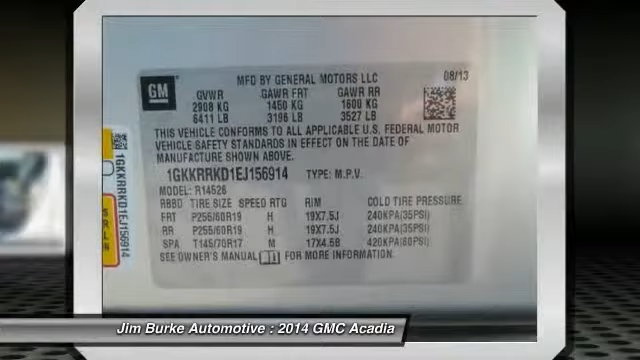 GM
MFD BY GENERAL MOTORS LLC 08/13
GVWR GAWR FRT GAWR RR
2908 KG 1450 KG 1600 KG
6411 LB 3196 LB 3527 LB
THIS VEHICLE CONFORMS TO ALL APPLICABLE U.S. FEDERAL MOTOR
VEHICLE SAFETY STANDARDS IN EFFECT ON THE DATE OF
MANUFACTURE SHOWN ABOVE.
1GKKRRKD1EJ156914 TYPE: M.P.V.
MODEL: R14526
RBBD TIRE SIZE SPEED RTG RIM COLD TIRE PRESSURE
FRT P255/60R19 H 19X7.5J 240KPA(35PSI)
RR P255/60R19 H 19X7.5J 240KPA(35PSI)
SPA T145/70R17 M 17X4.5B 420KPA(60PSI)
SEE OWNER'S MANUAL FOR MORE INFORMATION.
1GKKRRKD1EJ156914
SRLN
Jim Burke Automotive : 2014 GMC Acadia